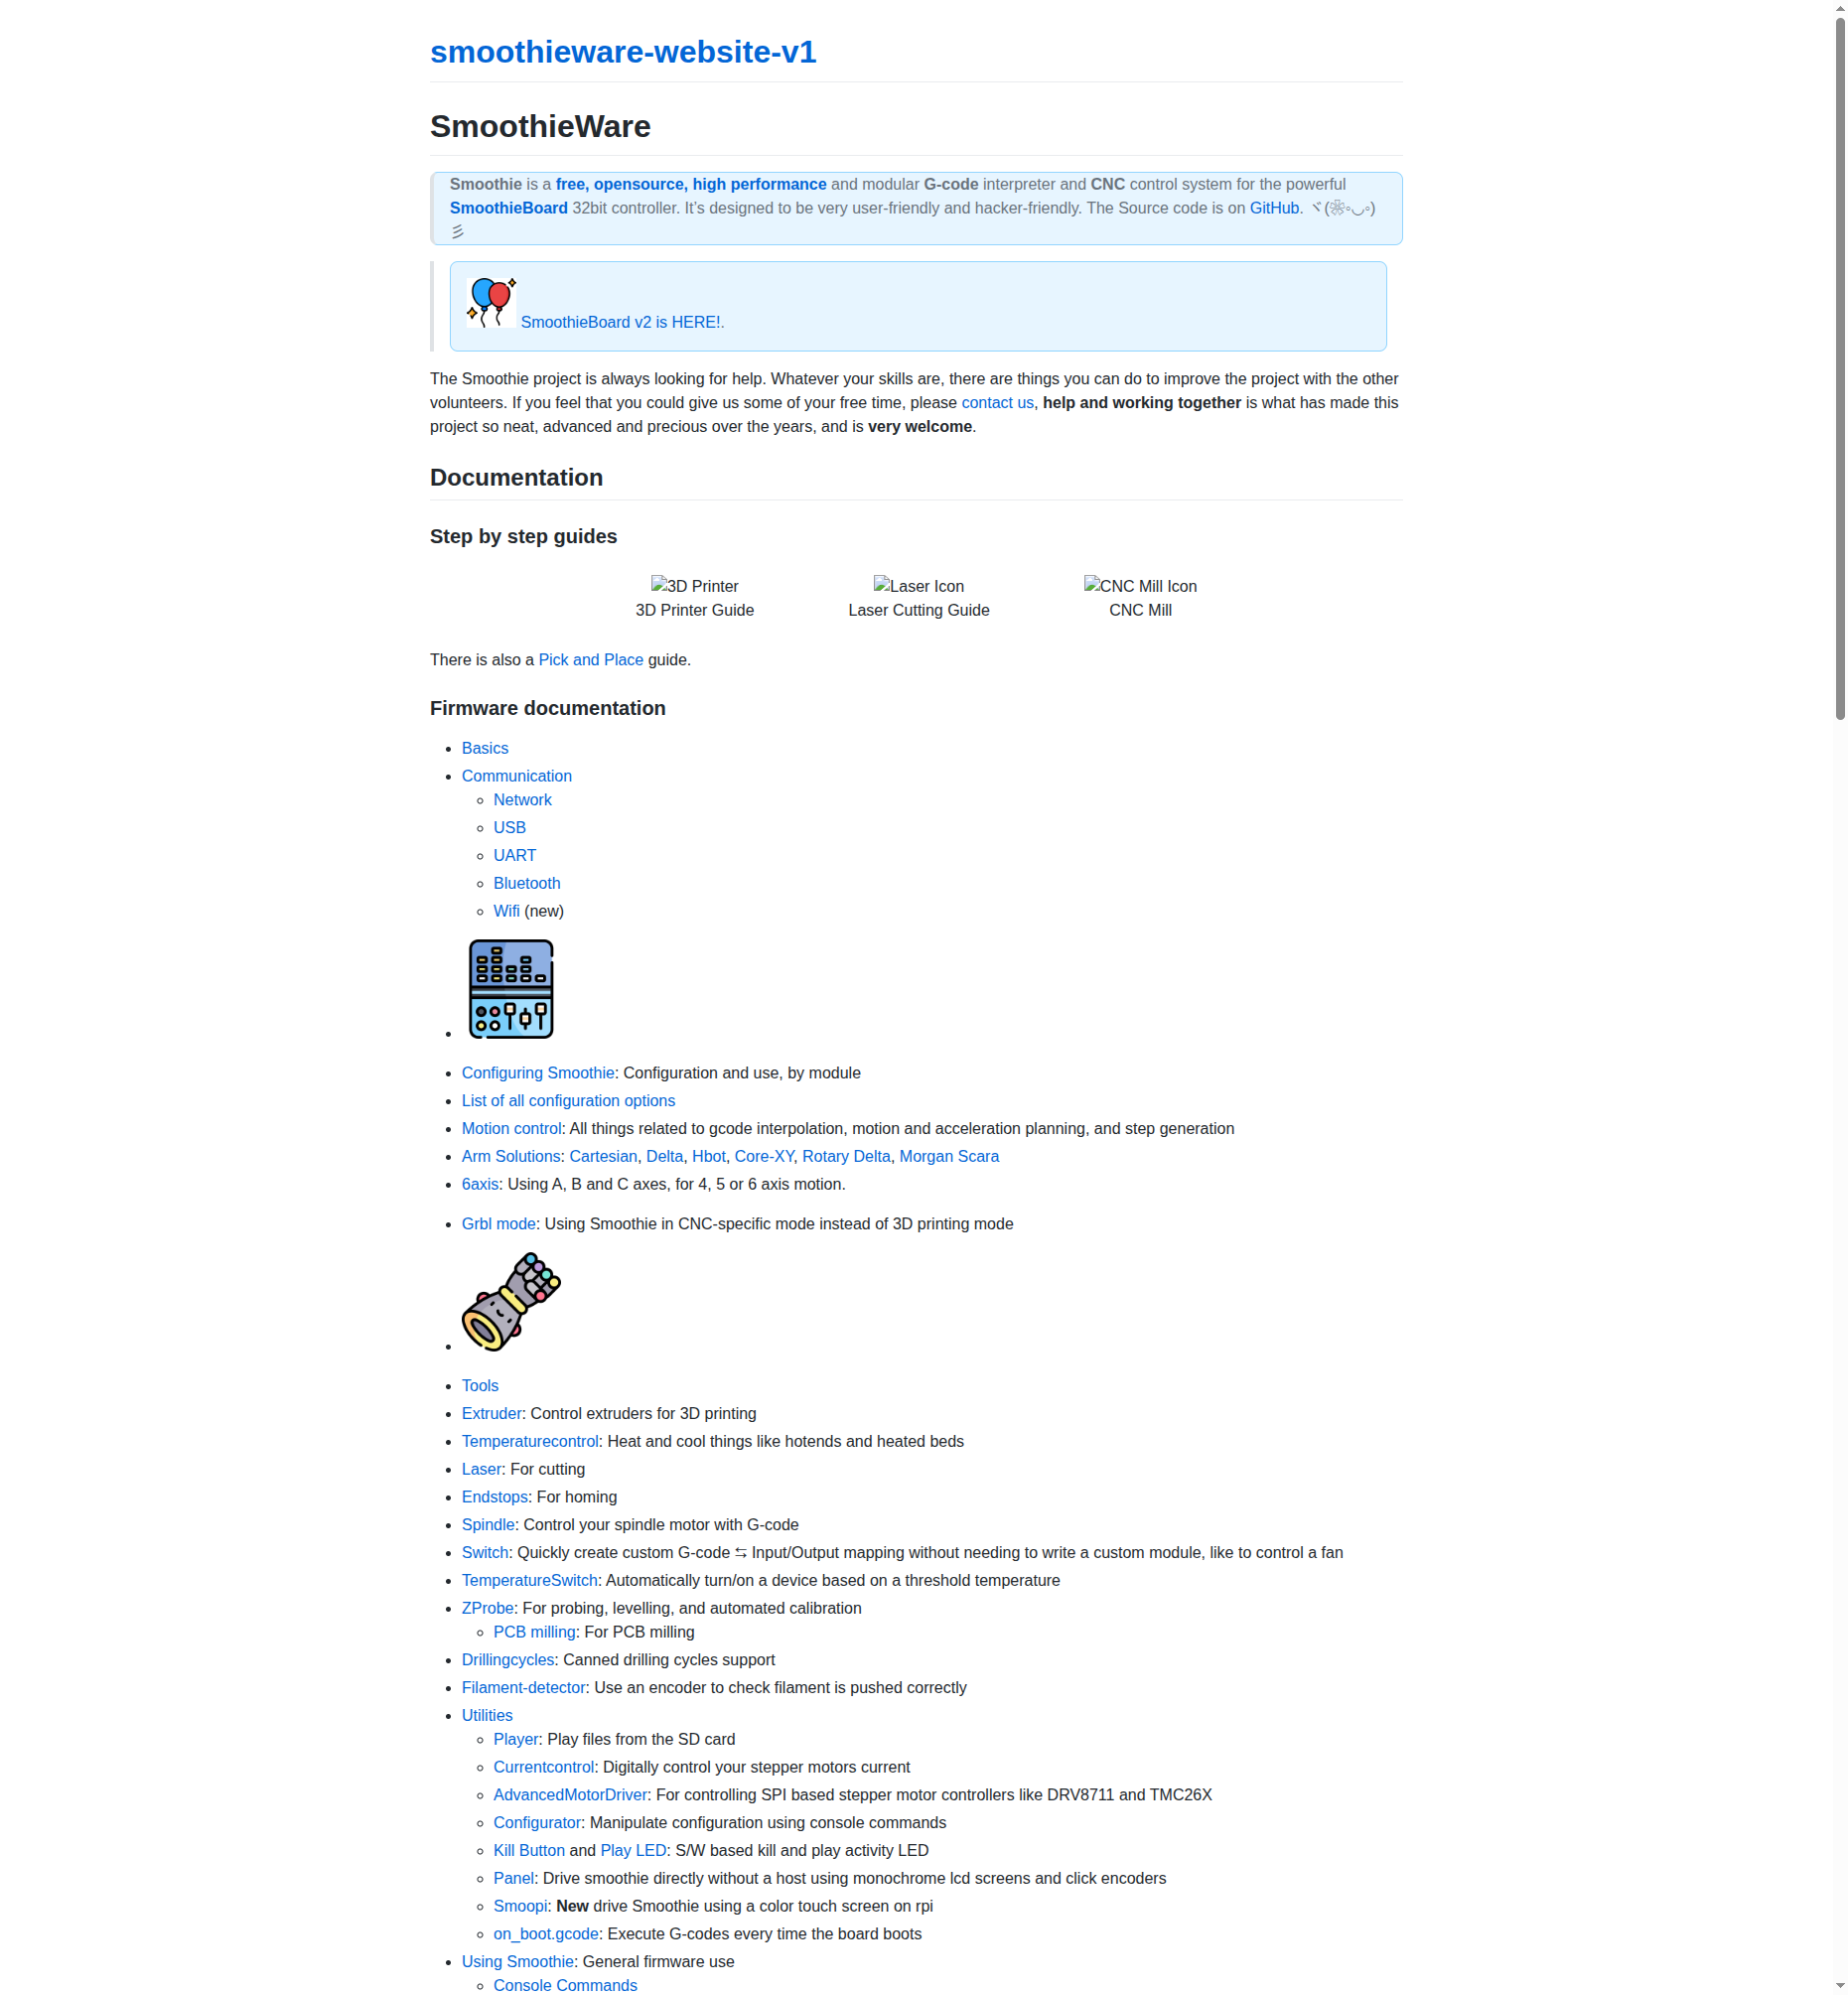 smoothieware-website-v1
SmoothieWare
Smoothie is a free, opensource, high performance and modular G-code interpreter and CNC control system for the powerful
SmoothieBoard 32bit controller. It’s designed to be very user-friendly and hacker-friendly. The Source code is on GitHub. ヾ(❀◦◡◦)
彡
SmoothieBoard v2 is HERE!.
The Smoothie project is always looking for help. Whatever your skills are, there are things you can do to improve the project with the other
volunteers. If you feel that you could give us some of your free time, please contact us, help and working together is what has made this
project so neat, advanced and precious over the years, and is very welcome.
Documentation
Step by step guides
3D Printer Laser Icon CNC Mill Icon
3D Printer Guide Laser Cutting Guide CNC Mill
There is also a Pick and Place guide.
Firmware documentation
Basics
Communication
Network
USB
UART
Bluetooth
Wifi (new)
Configuring Smoothie: Configuration and use, by module
List of all configuration options
Motion control: All things related to gcode interpolation, motion and acceleration planning, and step generation
Arm Solutions: Cartesian, Delta, Hbot, Core-XY, Rotary Delta, Morgan Scara
6axis: Using A, B and C axes, for 4, 5 or 6 axis motion.
Grbl mode: Using Smoothie in CNC-specific mode instead of 3D printing mode
Tools
Extruder: Control extruders for 3D printing
Temperaturecontrol: Heat and cool things like hotends and heated beds
Laser: For cutting
Endstops: For homing
Spindle: Control your spindle motor with G-code
Switch: Quickly create custom G-code ⇆ Input/Output mapping without needing to write a custom module, like to control a fan
TemperatureSwitch: Automatically turn/on a device based on a threshold temperature
ZProbe: For probing, levelling, and automated calibration
PCB milling: For PCB milling
Drillingcycles: Canned drilling cycles support
Filament-detector: Use an encoder to check filament is pushed correctly
Utilities
Player: Play files from the SD card
Currentcontrol: Digitally control your stepper motors current
AdvancedMotorDriver: For controlling SPI based stepper motor controllers like DRV8711 and TMC26X
Configurator: Manipulate configuration using console commands
Kill Button and Play LED: S/W based kill and play activity LED
Panel: Drive smoothie directly without a host using monochrome lcd screens and click encoders
Smoopi: New drive Smoothie using a color touch screen on rpi
on_boot.gcode: Execute G-codes every time the board boots
Using Smoothie: General firmware use
Console Commands